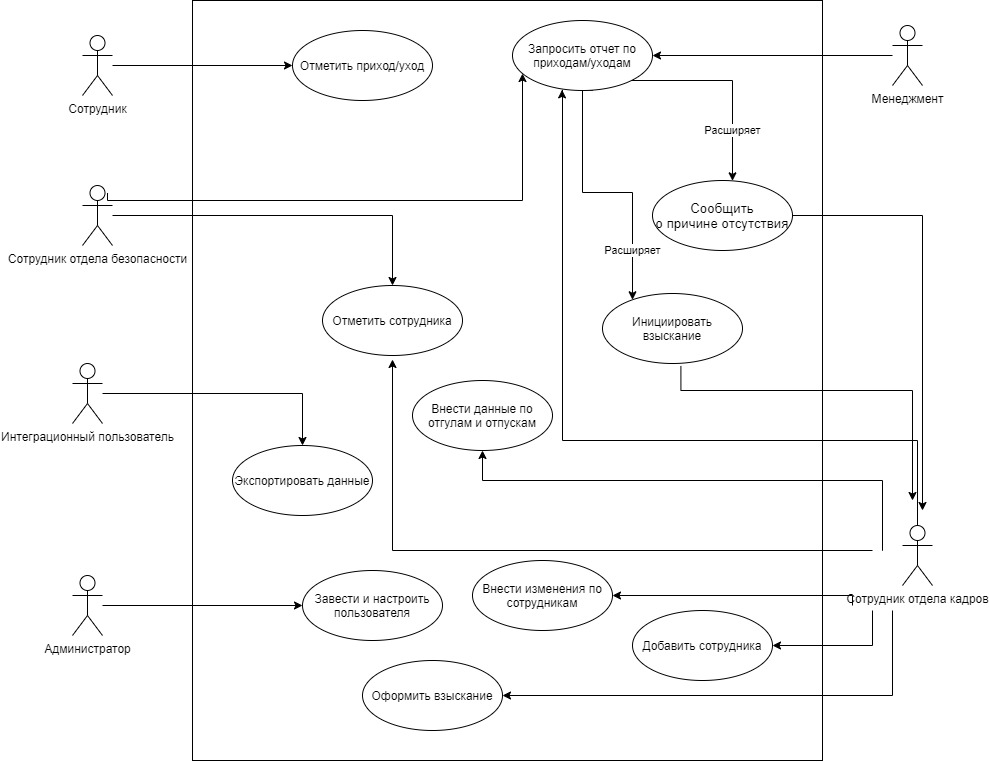 Сотрудник
Отметить приход/уход
Запросить отчет по
приходам/уходам
Менеджмент
Расширяет
Сотрудник отдела безопасности
Сообщить
о причине отсутствия
Расширяет
Отметить сотрудника
Инициировать
взыскание
Интеграционный пользователь
Внести данные по
отгулам и отпускам
Экспортировать данные
Администратор
Завести и настроить
пользователя
Внести изменения по
сотрудникам
Сотрудник отдела кадров
Добавить сотрудника
Оформить взыскание